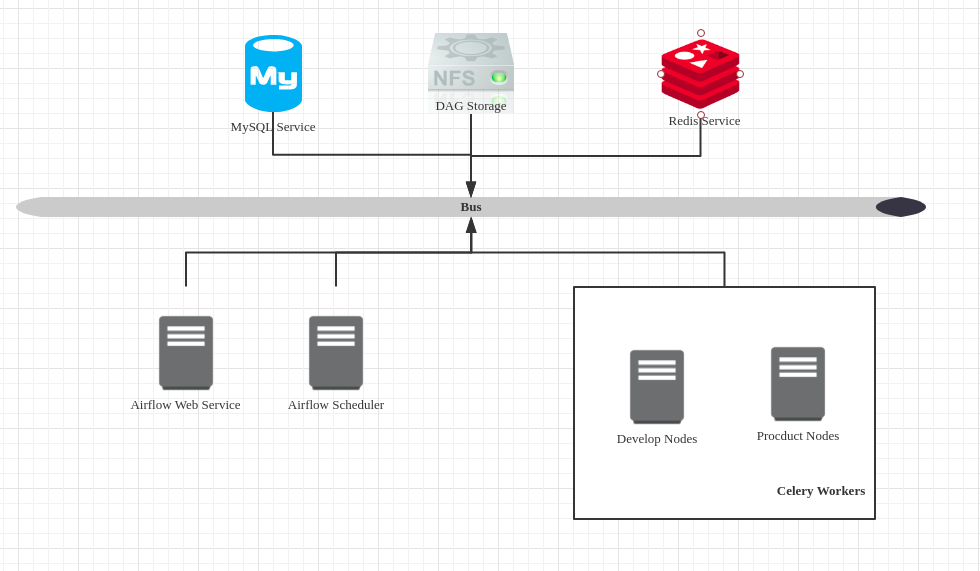 My
NFS
DAG Storage
MySQL Service
Redis Service
Bus
Airflow Web Service
Airflow Scheduler
Develop Nodes
Procduct Nodes
Celery Workers